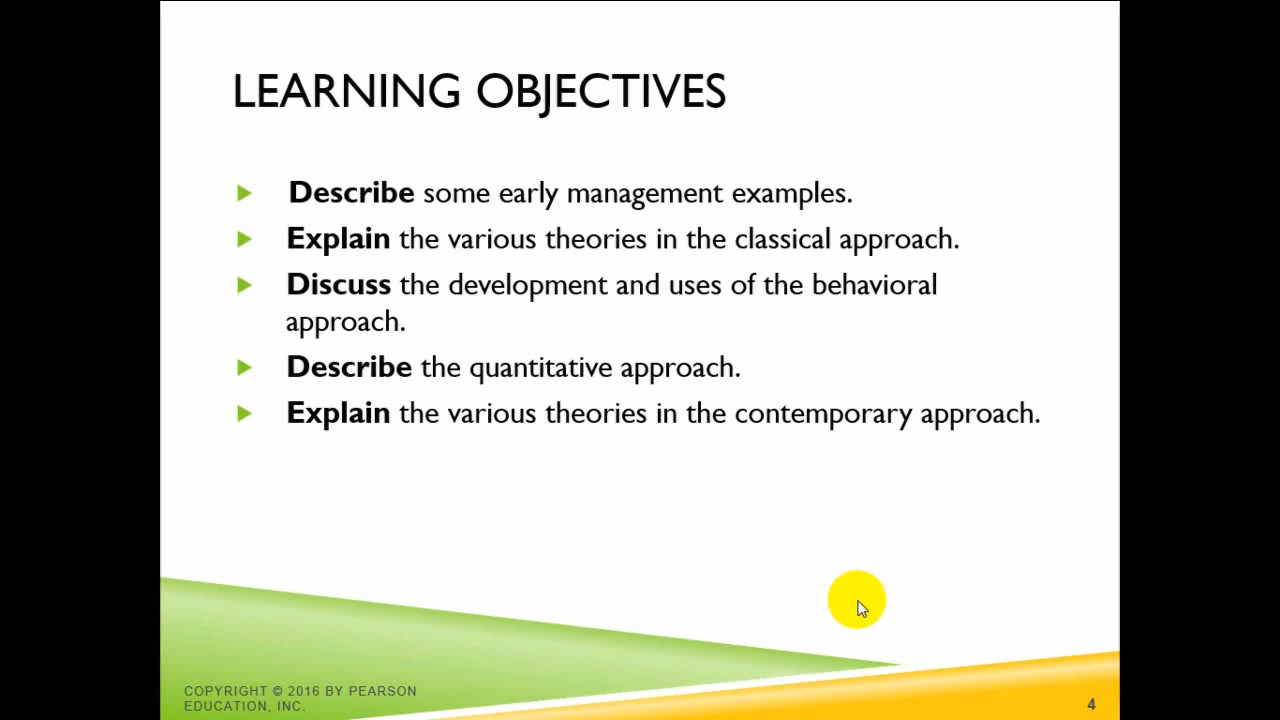 LEARNING OBJECTIVES
Describe some early management examples.
Explain the various theories in the classical approach.
Discuss the development and uses of the behavioral
approach.
Describe the quantitative approach.
Explain the various theories in the contemporary approach.
COPYRIGHT © 2016 BY PEARSON
EDUCATION, INC.
4